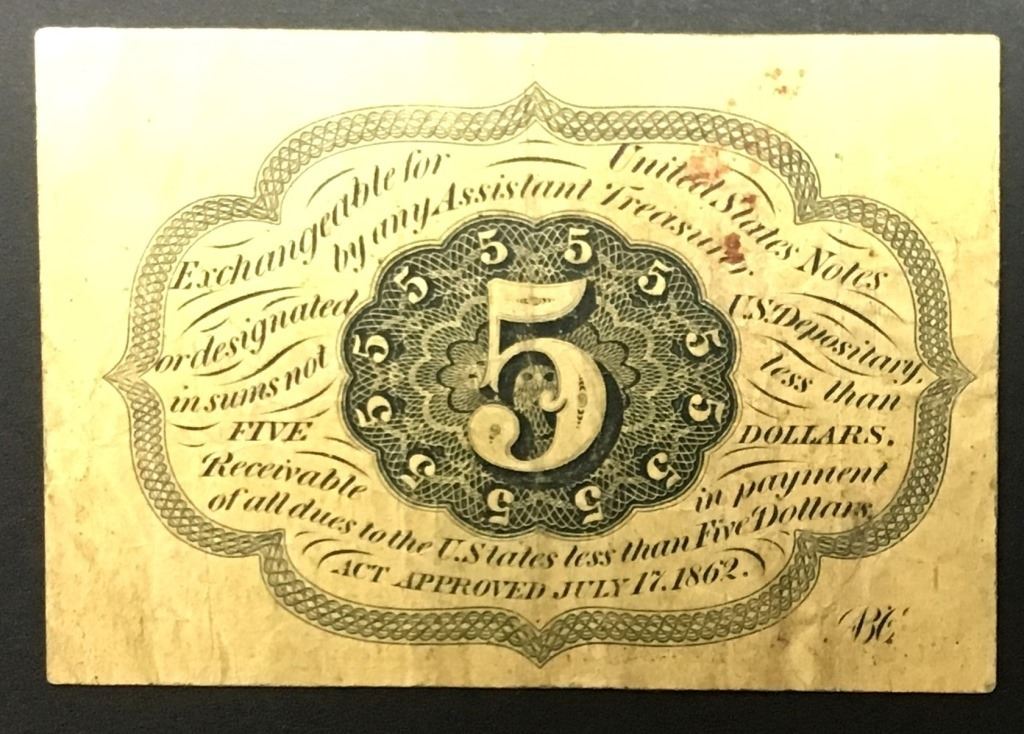 Exchangeable for United States Notes
by any Assistant Treasurer
or designated U.S. Depositary,
in sums not less than
FIVE DOLLARS.
Receivable in payment
of all dues to the U. States less than Five Dollars.
ACT APPROVED JULY 17, 1862.
5
5
5
5
5
5
5
5
5
5
5
5
5